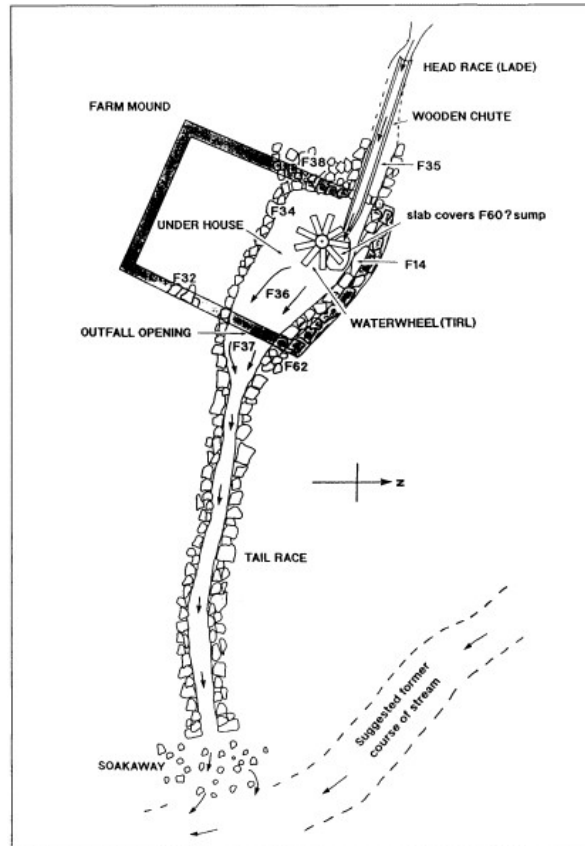 HEAD RACE (LADE)
FARM MOUND
WOODEN CHUTE
F38
F35
F34
slab covers F60? sump
UNDER HOUSE
F14
F32
F36
WATERWHEEL (TIRL)
OUTFALL OPENING
F37
F62
z
TAIL RACE
Suggested former
course of stream
SOAKAWAY